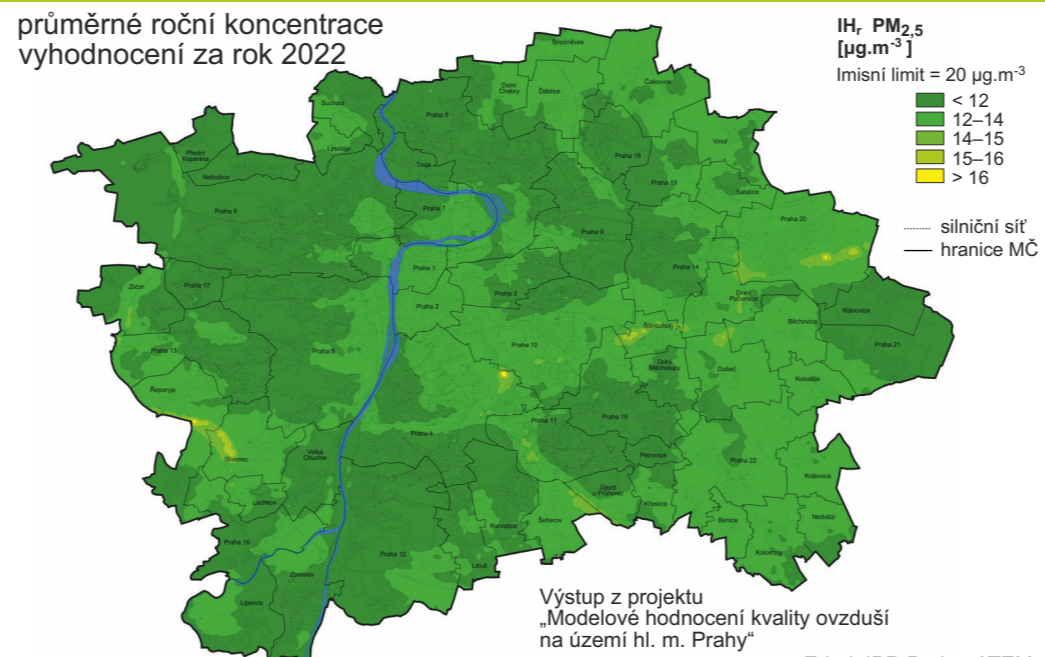 průměrné roční koncentrace
vyhodnocení za rok 2022
IHr PM2,5
[µg.m-3 ]
Imisní limit = 20 µg.m-3
< 12
12–14
14–15
15–16
> 16
silniční síť
hranice MČ
Březiněves
Dolní
Chabry
Ďáblice
Čakovice
Suchdol
Praha 8
Lysolaje
Přední
Kopanina
Nebušice
Troja
Praha 18
Vinoř
Praha 19
Satalice
Praha 6
Praha 7
Praha 9
Praha 20
Praha 1
Praha 14
Zličín
Praha 17
Praha 2
Praha 3
Dolní
Počernice
Klánovice
Běchovice
Štěrboholy
Praha 21
Praha 13
Praha 5
Praha 10
Dolní
Měcholupy
Dubeč
Koloděje
Řeporyje
Praha 4
Praha 11
Praha 15
Slivenec
Velká
Chuchle
Petrovice
Praha 22
Královice
Lochkov
Újezd
u Průhonic
Křeslice
Kunratice
Šeberov
Benice
Nedvězí
Praha 16
Zbraslav
Praha 12
Libuš
Kolovraty
Lipence
Výstup z projektu
„Modelové hodnocení kvality ovzduší
na území hl. m. Prahy“